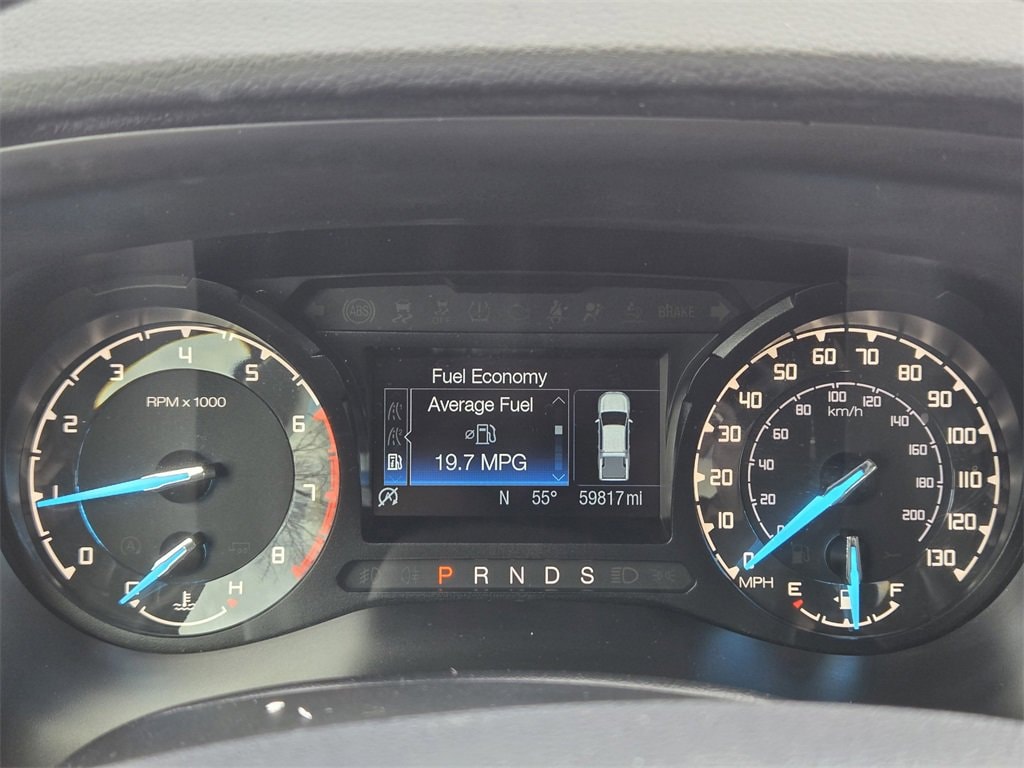 ABS
BRAKE
Fuel Economy
Average Fuel
19.7 MPG
N 55° 59817mi
P R N D S
RPM x 1000
0 1 2 3 4 5 6 7 8
C H
0 10 20 30 40 50 60 70 80 90 100 110 120 130
MPH
0 20 40 60 80 100 120 140 160 180 200
km/h
E F